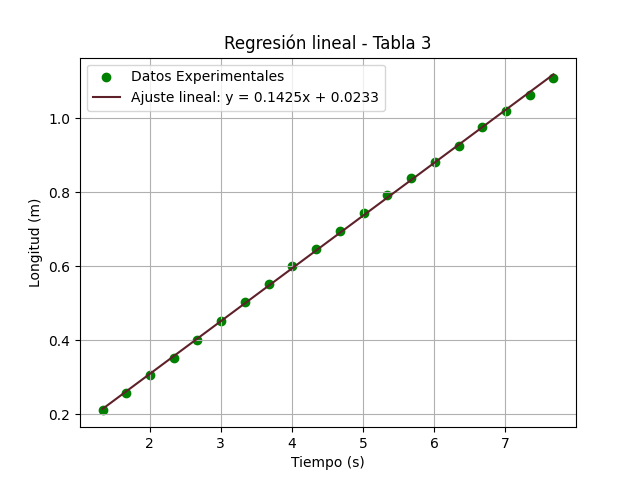 Regresión lineal - Tabla 3
Datos Experimentales
Ajuste lineal: y = 0.1425x + 0.0233
1.0
0.8
0.6
0.4
0.2
Longitud (m)
2 3 4 5 6 7
Tiempo (s)